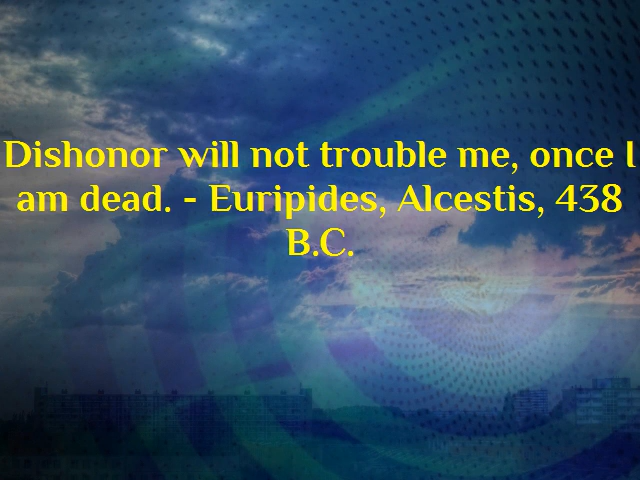 Dishonor will not trouble me, once I
am dead. - Euripides, Alcestis, 438
B.C.